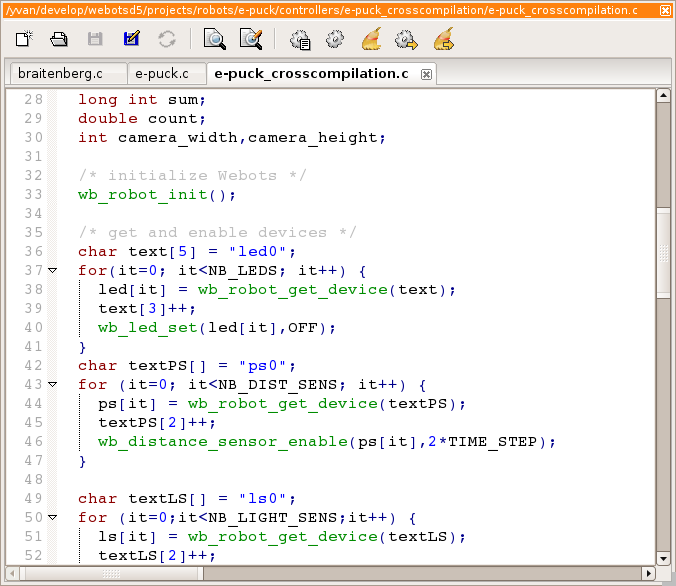 /yvan/develop/webotsd5/projects/robots/e-puck/controllers/e-puck_crosscompilation/e-puck_crosscompilation.c
braitenberg.c e-puck.c e-puck_crosscompilation.c
28 long int sum;
29 double count;
30 int camera_width,camera_height;
31
32 /* initialize Webots */
33 wb_robot_init();
34
35 /* get and enable devices */
36 char text[5] = "led0";
37 for(it=0; it<NB_LEDS; it++) {
38 led[it] = wb_robot_get_device(text);
39 text[3]++;
40 wb_led_set(led[it],OFF);
41 }
42 char textPS[] = "ps0";
43 for (it=0; it<NB_DIST_SENS; it++) {
44 ps[it] = wb_robot_get_device(textPS);
45 textPS[2]++;
46 wb_distance_sensor_enable(ps[it],2*TIME_STEP);
47 }
48
49 char textLS[] = "ls0";
50 for (it=0;it<NB_LIGHT_SENS;it++) {
51 ls[it] = wb_robot_get_device(textLS);
52 textLS[2]++;